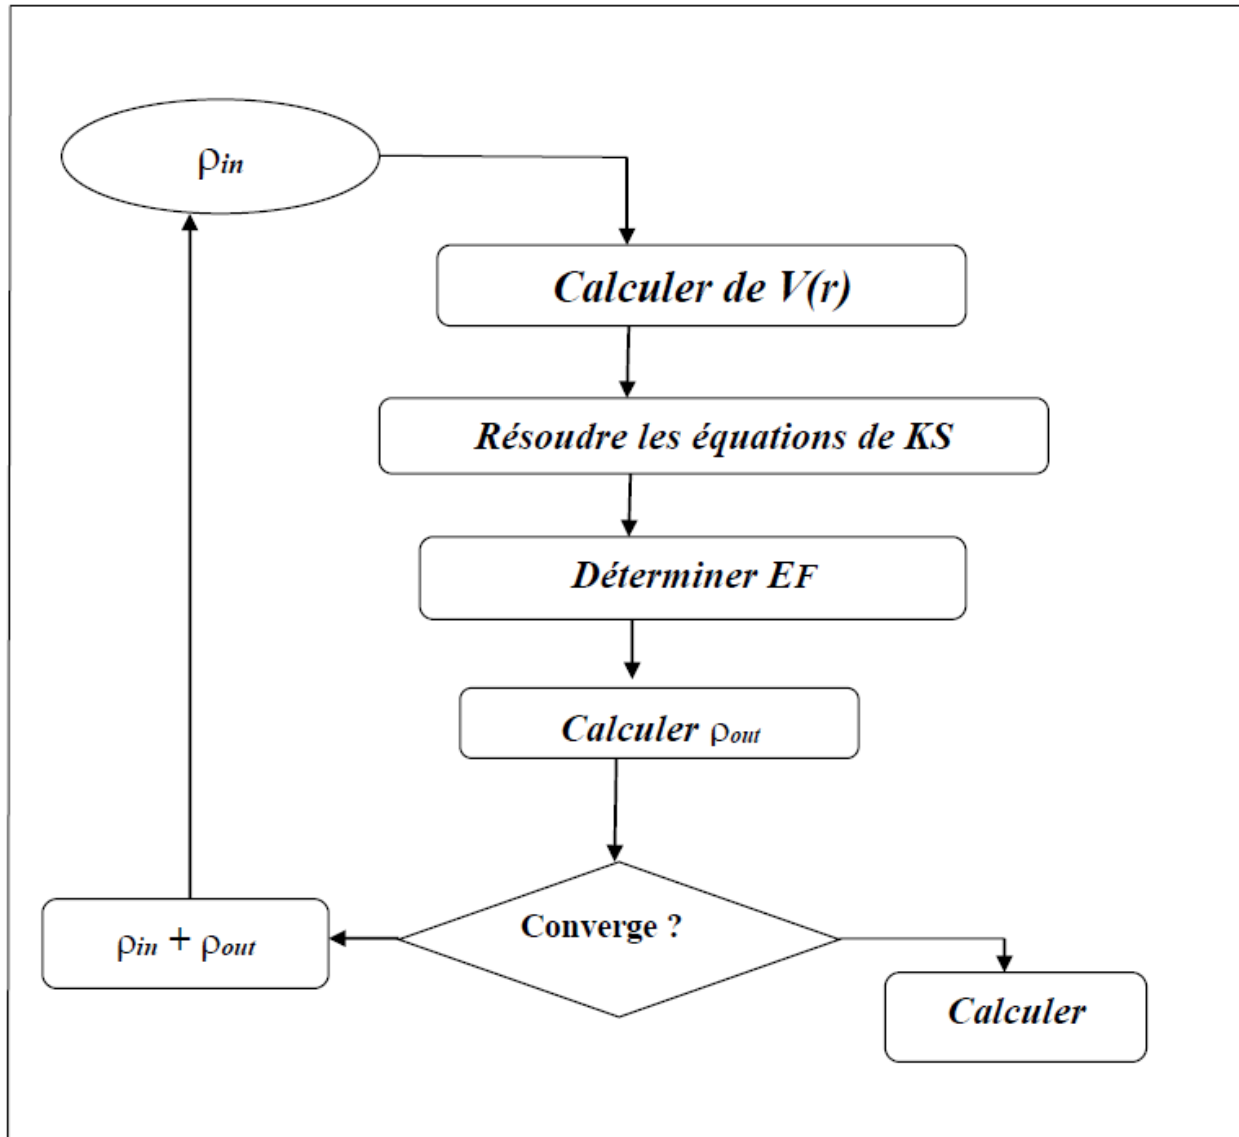 ρin
Calculer de V(r)
Résoudre les équations de KS
Déterminer EF
Calculer ρout
Converge ?
ρin + ρout
Calculer